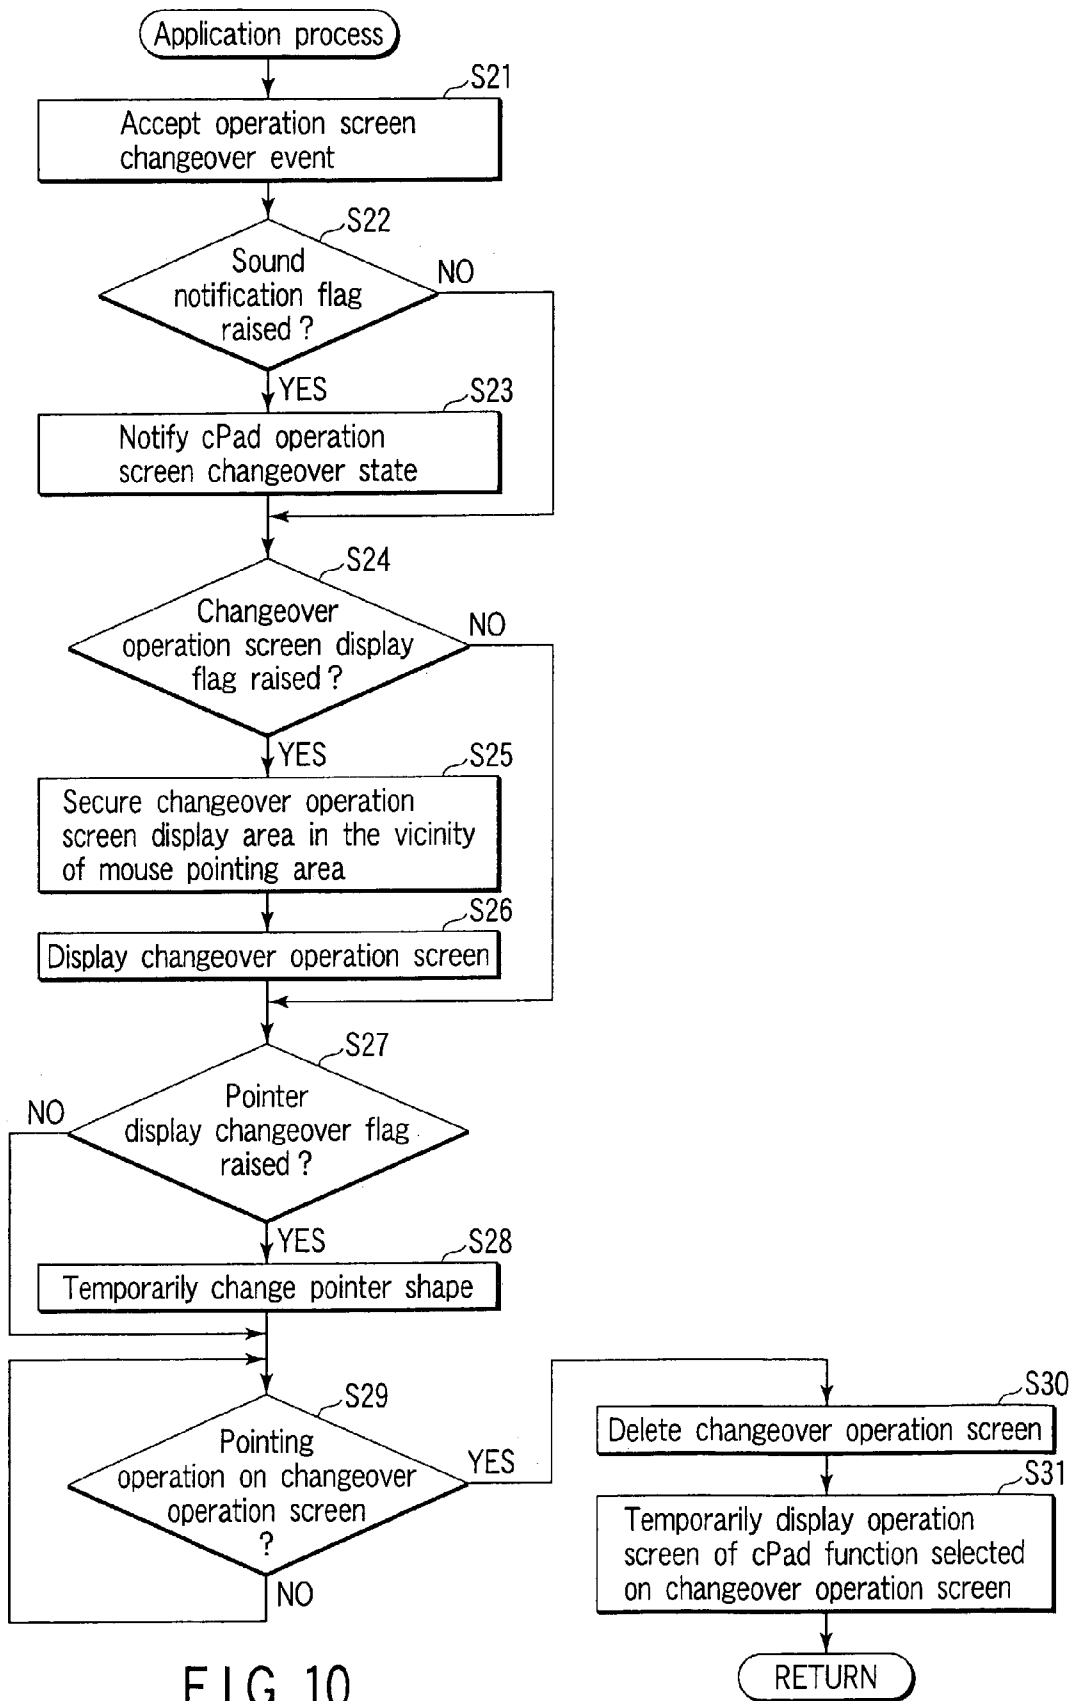 Application process
S21
Accept operation screen
changeover event
S22
Sound
notification flag
raised?
NO
YES
S23
Notify cPad operation
screen changeover state
S24
Changeover
operation screen display
flag raised?
NO
YES
S25
Secure changeover operation
screen display area in the vicinity
of mouse pointing area
S26
Display changeover operation screen
S27
Pointer
display changeover flag
raised?
NO
YES
S28
Temporarily change pointer shape
S29
Pointing
operation on changeover
operation screen
?
YES
NO
S30
Delete changeover operation screen
S31
Temporarily display operation
screen of cPad function selected
on changeover operation screen
RETURN
FIG. 10